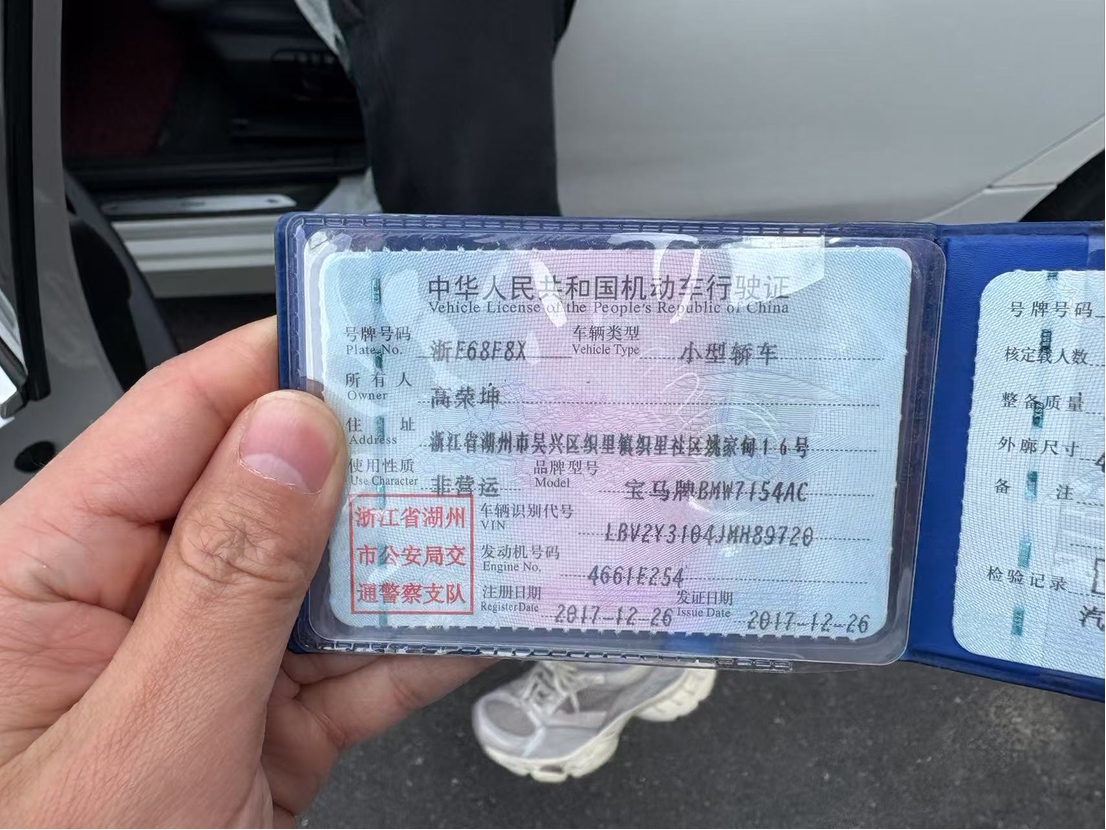 中华人民共和国机动车行驶证
Vehicle License of the People's Republic of China
号牌号码 浙E68F8X 车辆类型 小型轿车
Plate No. Vehicle Type
所有人 高荣坤
Owner
住址 浙江省湖州市吴兴区织里镇织里社区姚家甸16号
Address
使用性质 非营运 品牌型号 宝马牌BMW7154AC
Use Character Model
车辆识别代号 LBV2Y3104JMH89720
VIN
发动机号码 4661E254
Engine No.
注册日期 2017-12-26 发证日期 2017-12-26
Register Date Issue Date
浙江省湖州
市公安局交
通警察支队
号牌号码
核定载人数
整备质量
外廓尺寸 4
备注
检验记录
汽